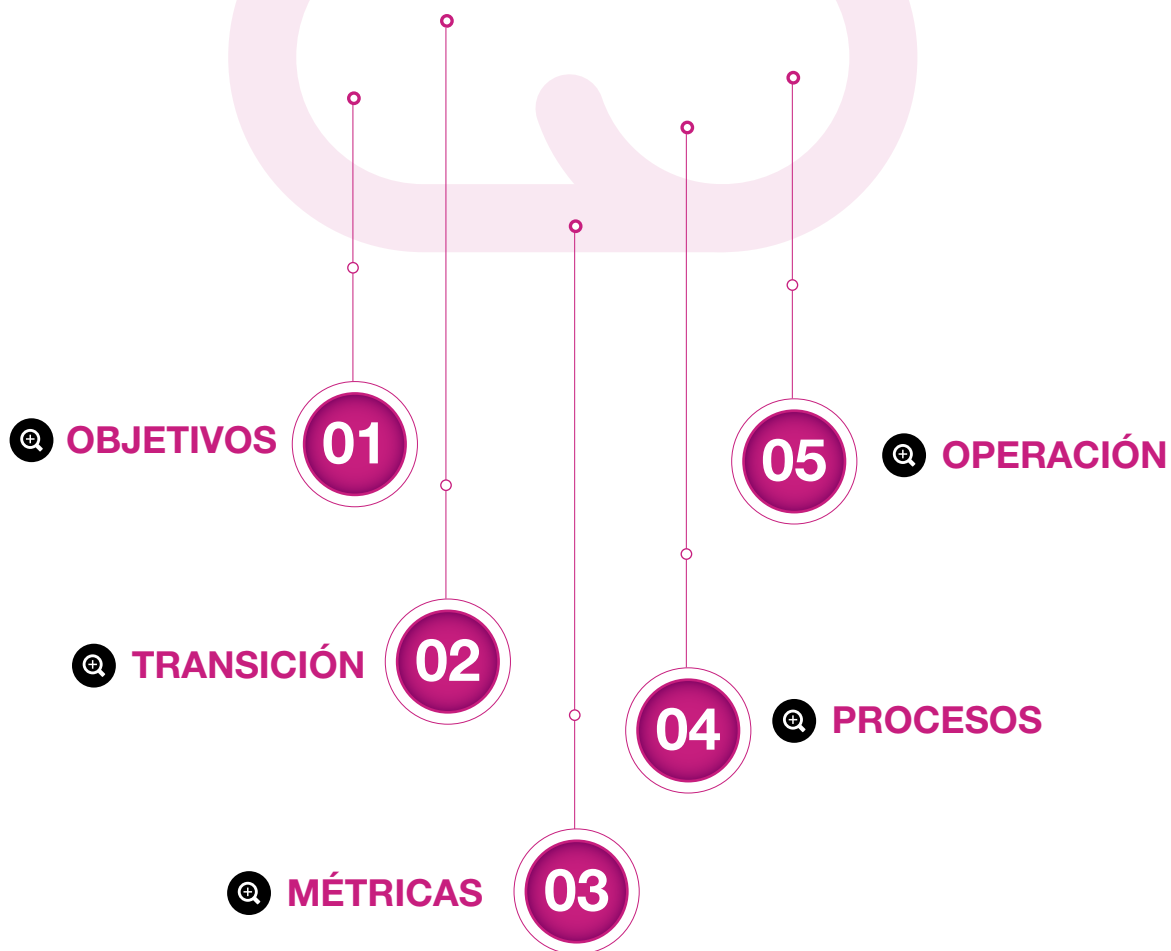 OBJETIVOS 01
TRANSICIÓN 02
MÉTRICAS 03
04 PROCESOS
05 OPERACIÓN